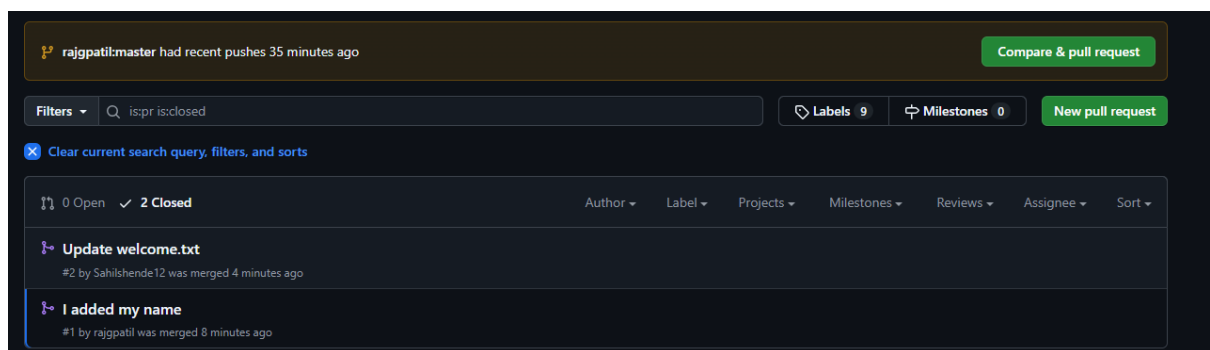 rajgpatil:master had recent pushes 35 minutes ago
Compare & pull request
Filters
is:pr is:closed
Labels 9
Milestones 0
New pull request
Clear current search query, filters, and sorts
0 Open 2 Closed
Author Label Projects Milestones Reviews Assignee Sort
Update welcome.txt
#2 by Sahilshende12 was merged 4 minutes ago
I added my name
#1 by rajgpatil was merged 8 minutes ago